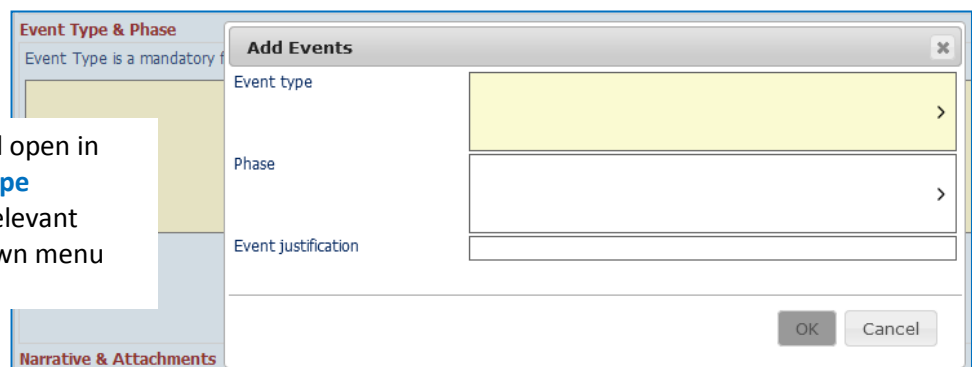 Event Type & Phase
Event Type is a mandatory
Add Events
Event type
Phase
Event justification
OK Cancel
open in
pe
elevant
wn menu
Narrative & Attachments